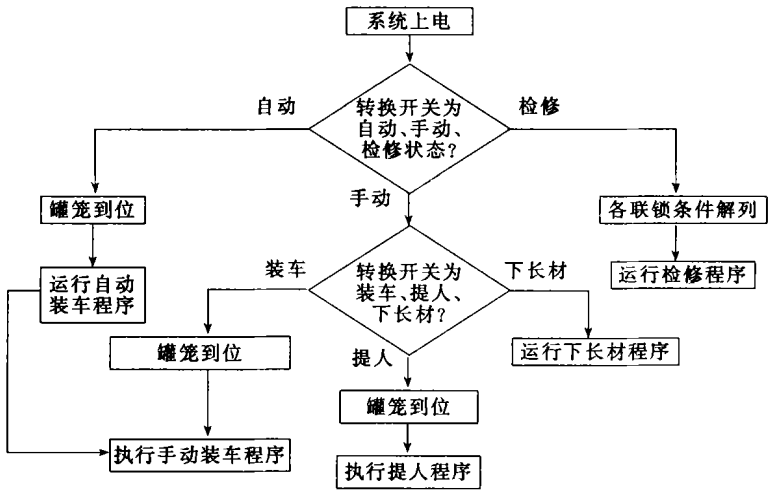 系统上电
转换开关为
自动、手动、
检修状态?
自动
检修
手动
罐笼到位
各联锁条件解列
运行自动
装车程序
运行检修程序
转换开关为
装车、提人、
下长材?
装车
下长材
提人
罐笼到位
运行下长材程序
罐笼到位
执行手动装车程序
执行提人程序